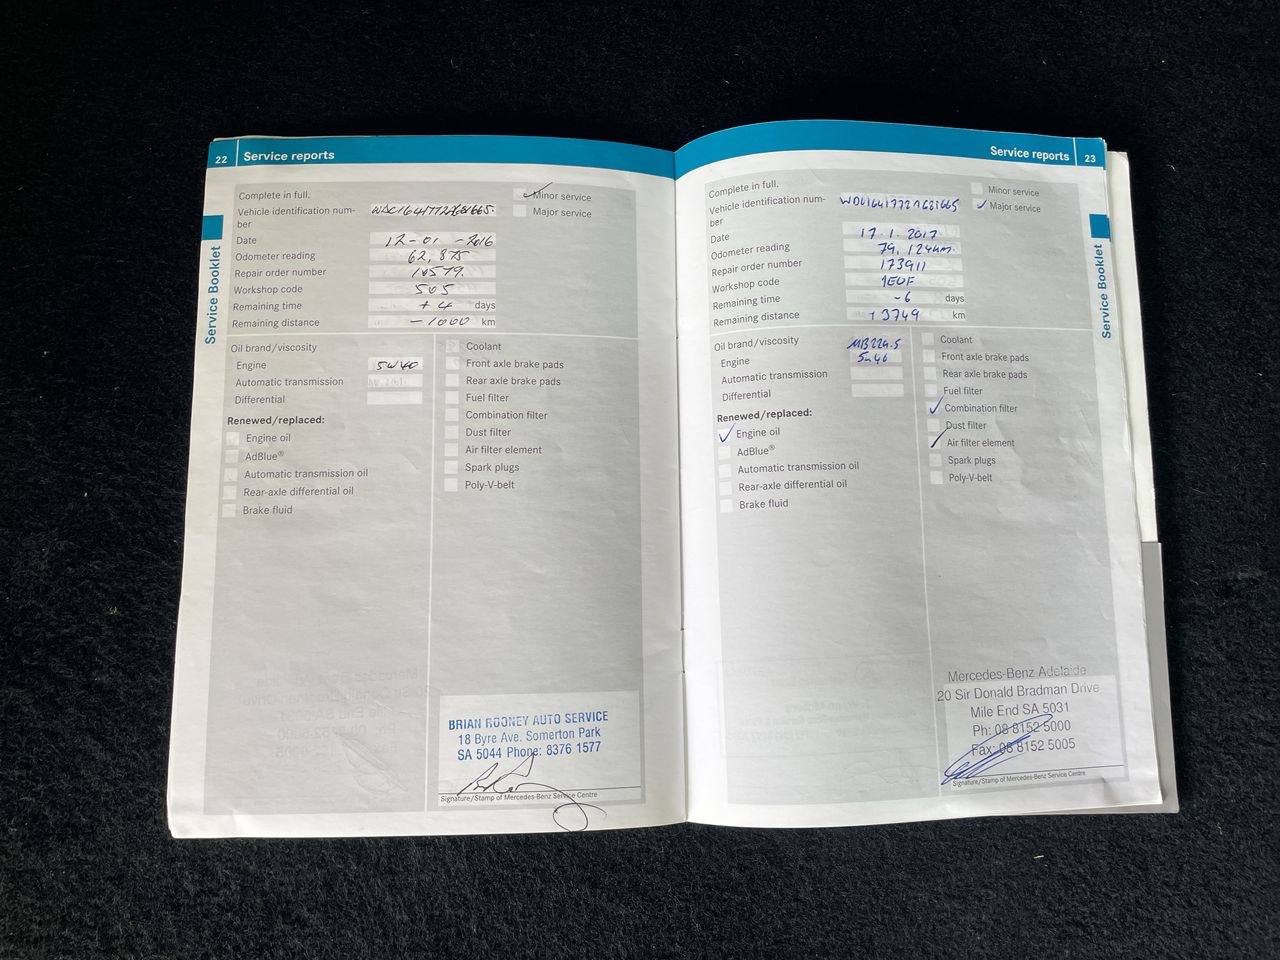 22 Service reports
Complete in full.
Minor service
Vehicle identification num-
ber
Major service
Date 12-01-2016
Odometer reading 62,875
Repair order number 10579.
Workshop code 505
Remaining time + 4 days
Remaining distance -1000 km
Oil brand/viscosity
Engine 5W40
Automatic transmission
Differential
Renewed/replaced:
Engine oil
AdBlue®
Automatic transmission oil
Rear-axle differential oil
Brake fluid
Coolant
Front axle brake pads
Rear axle brake pads
Fuel filter
Combination filter
Dust filter
Air filter element
Spark plugs
Poly-V-belt
BRIAN ROONEY AUTO SERVICE
18 Byre Ave. Somerton Park
SA 5044 Phone: 8376 1577
Signature/Stamp of Mercedes-Benz Service Centre
Service Booklet
Service reports 23
Complete in full.
Minor service
Vehicle identification num-
ber
Major service
Date 17.1.2017
Odometer reading 79,124km
Repair order number 173911
Workshop code 1EUF
Remaining time -6 days
Remaining distance +3749 km
Oil brand/viscosity MB229.5
Engine 5w40
Automatic transmission
Differential
Renewed/replaced:
Engine oil
AdBlue®
Automatic transmission oil
Rear-axle differential oil
Brake fluid
Coolant
Front axle brake pads
Rear axle brake pads
Fuel filter
Combination filter
Dust filter
Air filter element
Spark plugs
Poly-V-belt
Mercedes-Benz Adelaide
20 Sir Donald Bradman Drive
Mile End SA 5031
Ph: 08 8152 5000
Fax: 08 8152 5005
Signature/Stamp of Mercedes-Benz Service Centre
Service Booklet